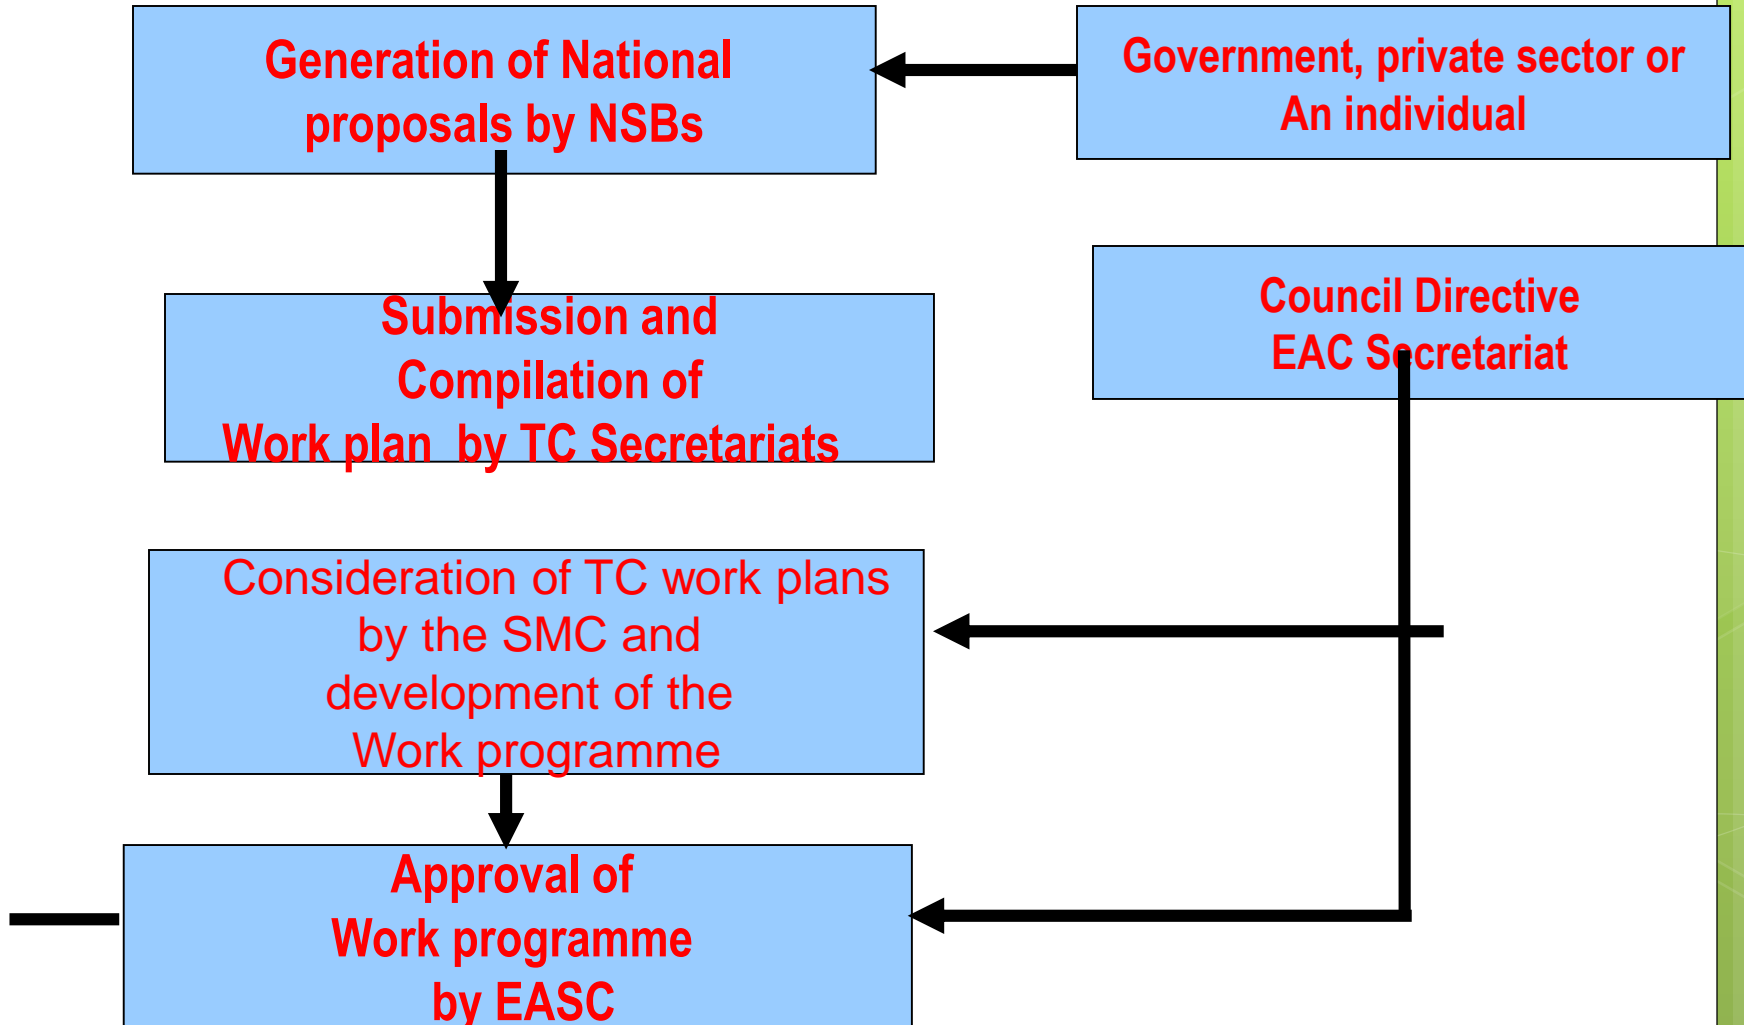 Generation of National
proposals by NSBs
Government, private sector or
An individual
Submission and
Compilation of
Work plan by TC Secretariats
Council Directive
EAC Secretariat
Consideration of TC work plans
by the SMC and
development of the
Work programme
Approval of
Work programme
by EASC